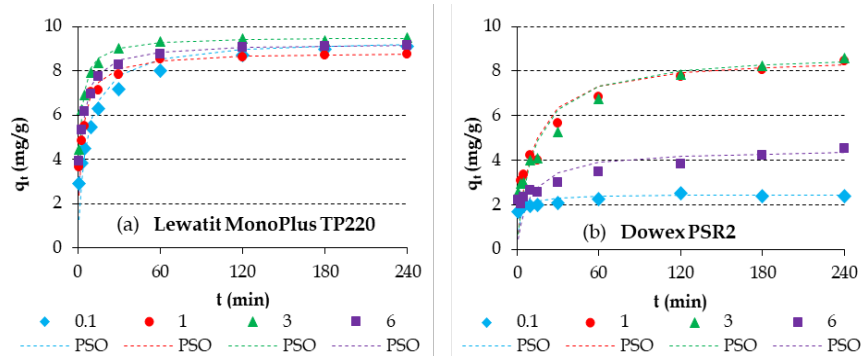 10
8
6
4
2
0
qt (mg/g)
(a) Lewatit MonoPlus TP220
0 60 120 180 240
t (min)
0.1 1 3 6
PSO PSO PSO PSO
10
8
6
4
2
0
qt (mg/g)
(b) Dowex PSR2
0 60 120 180 240
t (min)
0.1 1 3 6
PSO PSO PSO PSO